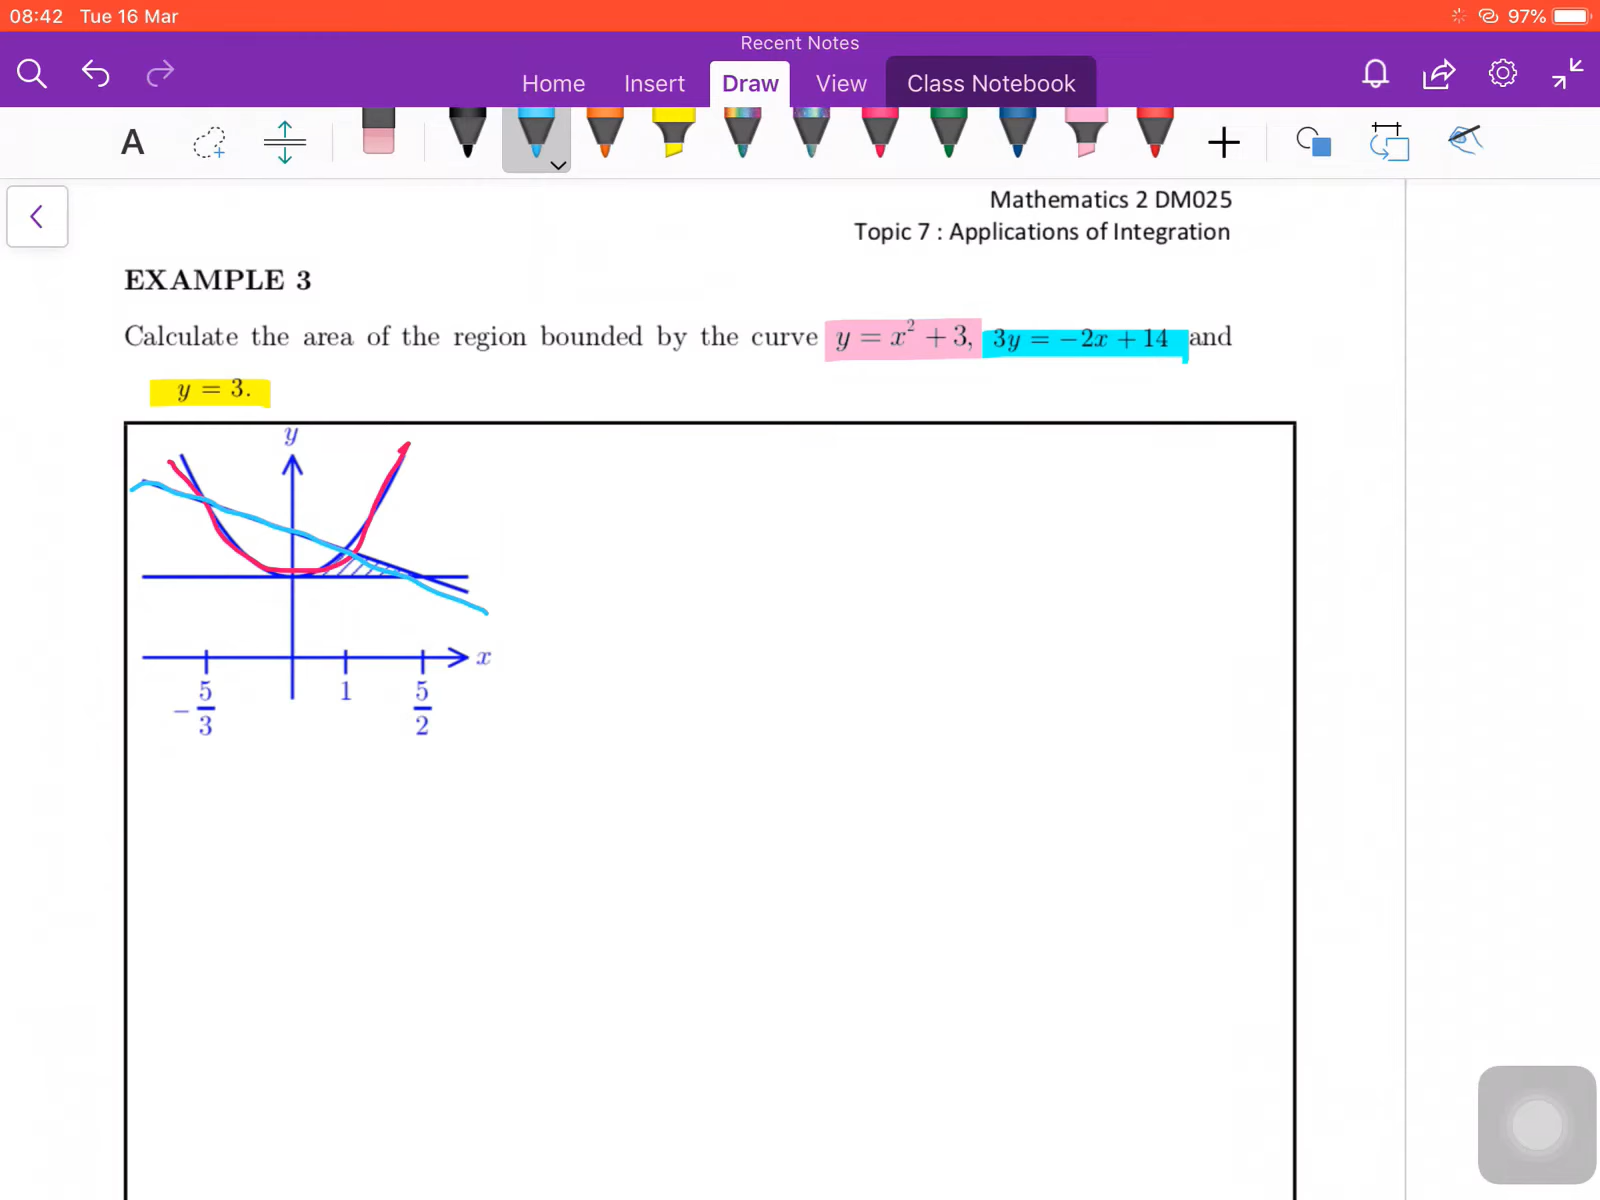 08:42 Tue 16 Mar
97%
Recent Notes
Home Insert Draw View Class Notebook
A
Mathematics 2 DM025
Topic 7 : Applications of Integration
EXAMPLE 3
Calculate the area of the region bounded by the curve y = x² + 3, 3y = −2x + 14 and
y = 3.
y
x
−5/3 1 5/2